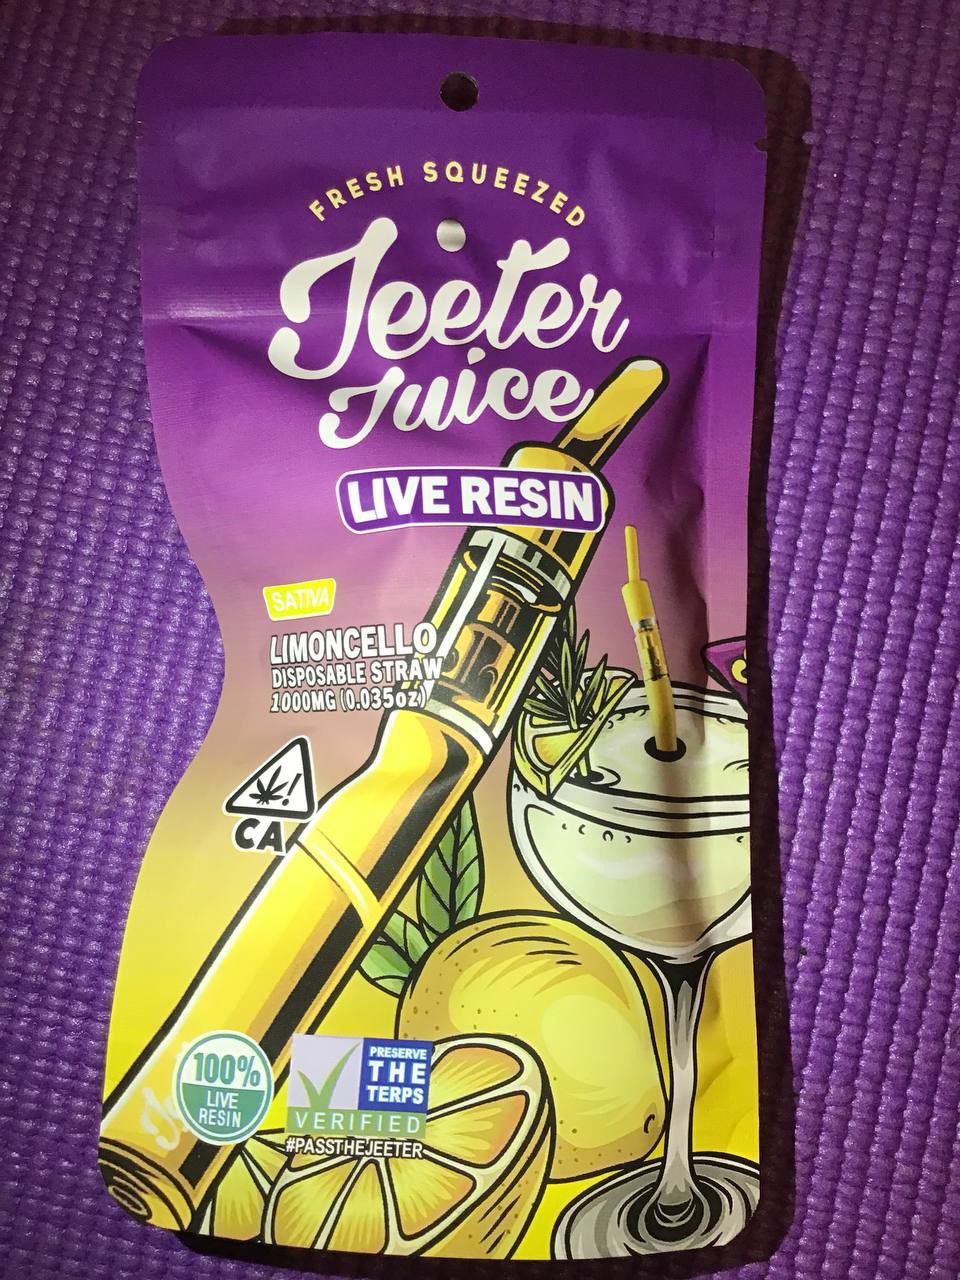 FRESH SQUEEZED
Jeeter
Juice
LIVE RESIN
SATIVA
LIMONCELLO
DISPOSABLE STRAW
1000MG (0.035oz)
CA
100%
LIVE
RESIN
PRESERVE
THE
TERPS
VERIFIED
#PASSTHEJEETER